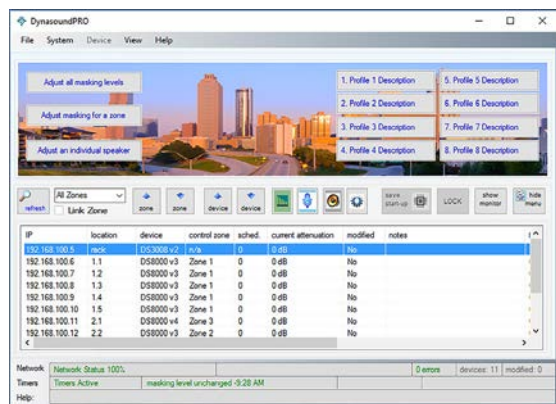 DynasoundPRO
File System Device View Help
Adjust all masking levels
Adjust masking for a zone
Adjust an individual speaker
1. Profile 1 Description 5. Profile 5 Description
2. Profile 2 Description 6. Profile 6 Description
3. Profile 3 Description 7. Profile 7 Description
4. Profile 4 Description 8. Profile 8 Description
refresh All Zones Link Zone zone zone device device save start-up LOCK show monitor hide menu
IP location device control zone sched. current attenuation modified notes
192.168.100.5 rack DS3008 v2 n/a 0 0 dB No
192.168.100.6 1.1 DS8000 v3 Zone 1 0 0 dB No
192.168.100.7 1.2 DS8000 v3 Zone 1 0 0 dB No
192.168.100.8 1.3 DS8000 v3 Zone 1 0 0 dB No
192.168.100.9 1.4 DS8000 v3 Zone 1 0 0 dB No
192.168.100.10 1.5 DS8000 v3 Zone 1 0 0 dB No
192.168.100.11 2.1 DS8000 v4 Zone 3 0 0 dB No
192.168.100.12 2.2 DS8000 v3 Zone 2 0 0 dB No
Network Network Status 100% 0 errors devices: 11 modified: 0
Timers Timers Active masking level unchanged -9:28 AM
Help: